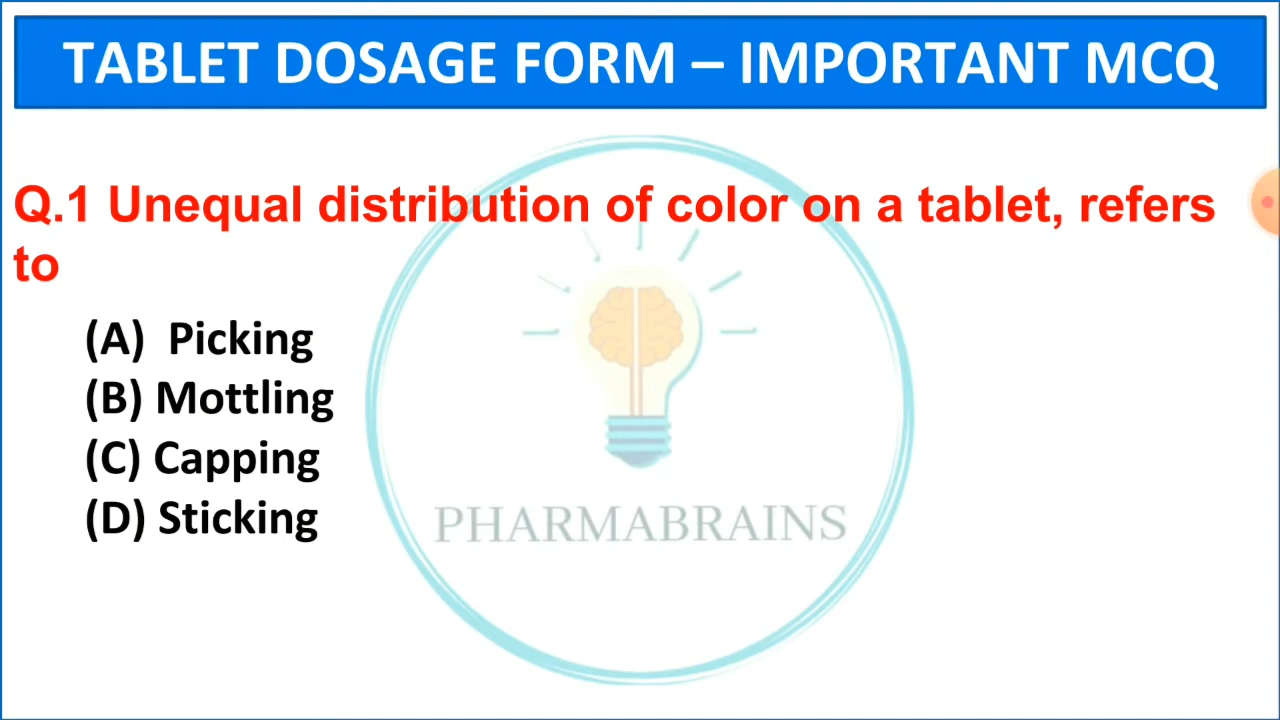 TABLET DOSAGE FORM – IMPORTANT MCQ
Q.1 Unequal distribution of color on a tablet, refers
to
(A) Picking
(B) Mottling
(C) Capping
(D) Sticking
PHARMABRAINS